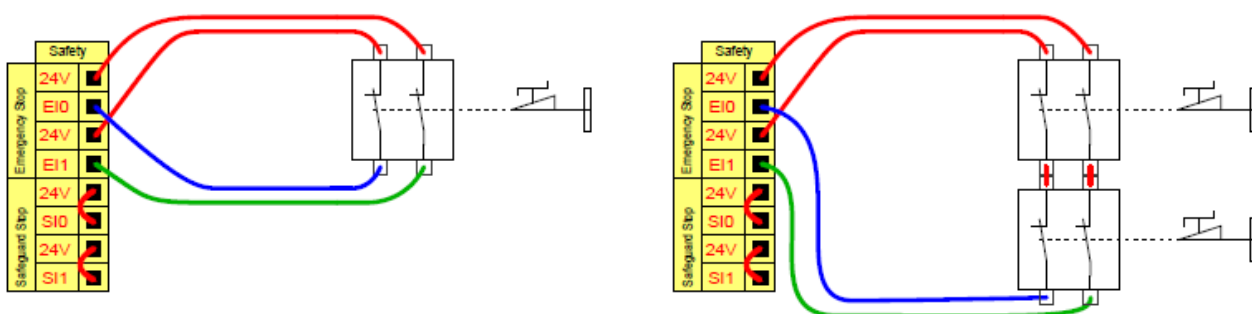 Safety
Emergency Stop
24V
EI0
24V
EI1
Safeguard Stop
24V
SI0
24V
SI1
Safety
Emergency Stop
24V
EI0
24V
EI1
Safeguard Stop
24V
SI0
24V
SI1